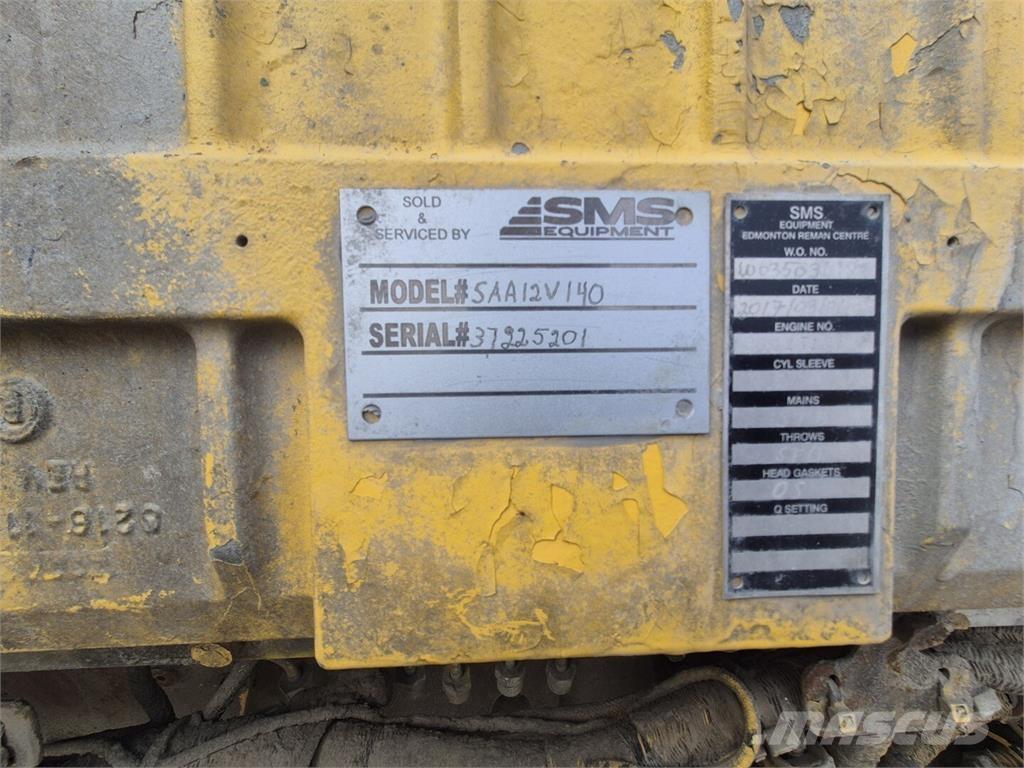 SOLD
&
SERVICED BY
SMS
EQUIPMENT
MODEL# SAA12V140
SERIAL# 37225201
SMS
EQUIPMENT
EDMONTON REMAN CENTRE
W.O. NO.
DATE
ENGINE NO.
CYL SLEEVE
MAINS
THROWS
HEAD GASKETS
OS
Q SETTING
MASCUS